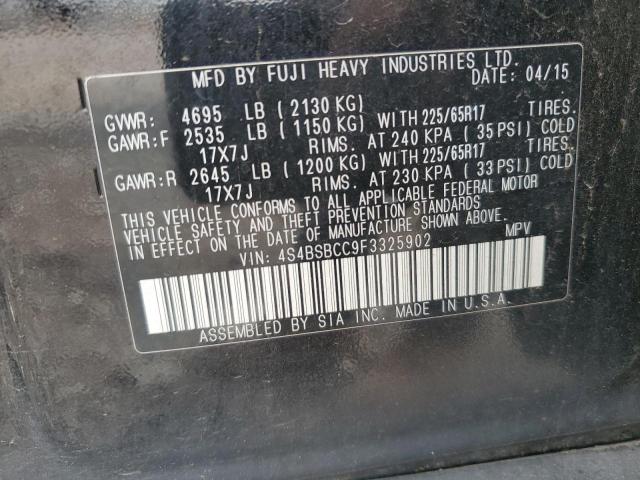 MFD BY FUJI HEAVY INDUSTRIES LTD.
DATE: 04/15
GVWR: 4695 LB (2130 KG)
GAWR:F 2535 LB (1150 KG) WITH 225/65R17 TIRES.
17X7J RIMS. AT 240 KPA (35 PSI) COLD
GAWR:R 2645 LB (1200 KG) WITH 225/65R17 TIRES.
17X7J RIMS. AT 230 KPA (33 PSI) COLD
THIS VEHICLE CONFORMS TO ALL APPLICABLE FEDERAL MOTOR
VEHICLE SAFETY AND THEFT PREVENTION STANDARDS
IN EFFECT ON THE DATE OF MANUFACTURE SHOWN ABOVE.
VIN: 4S4BSBCC9F3325902 MPV
ASSEMBLED BY SIA INC. MADE IN U.S.A.